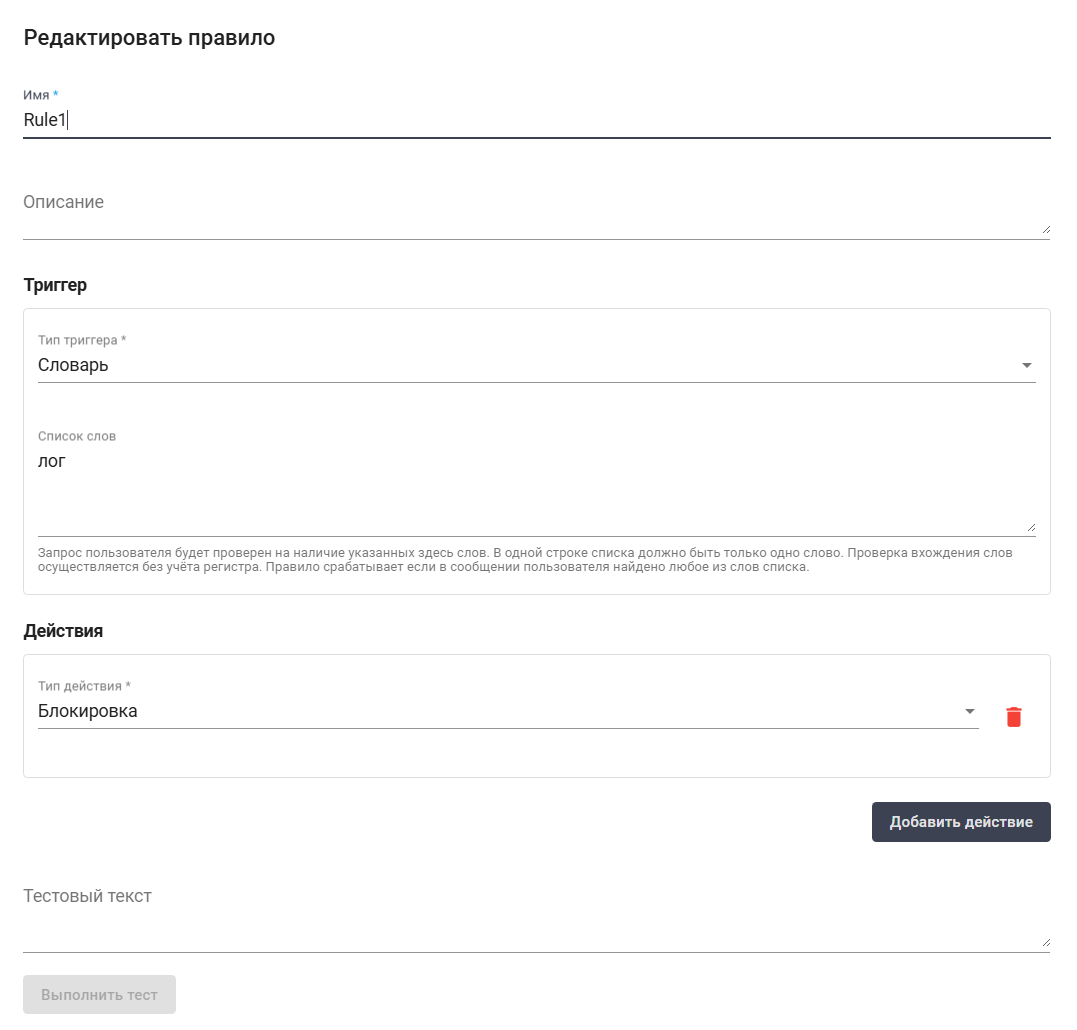 Редактировать правило
Имя *
Rule1
Описание
Триггер
Тип триггера *
Словарь
Список слов
лог
Запрос пользователя будет проверен на наличие указанных здесь слов. В одной строке списка должно быть только одно слово. Проверка вхождения слов
осуществляется без учёта регистра. Правило срабатывает если в сообщении пользователя найдено любое из слов списка.
Действия
Тип действия *
Блокировка
Добавить действие
Тестовый текст
Выполнить тест